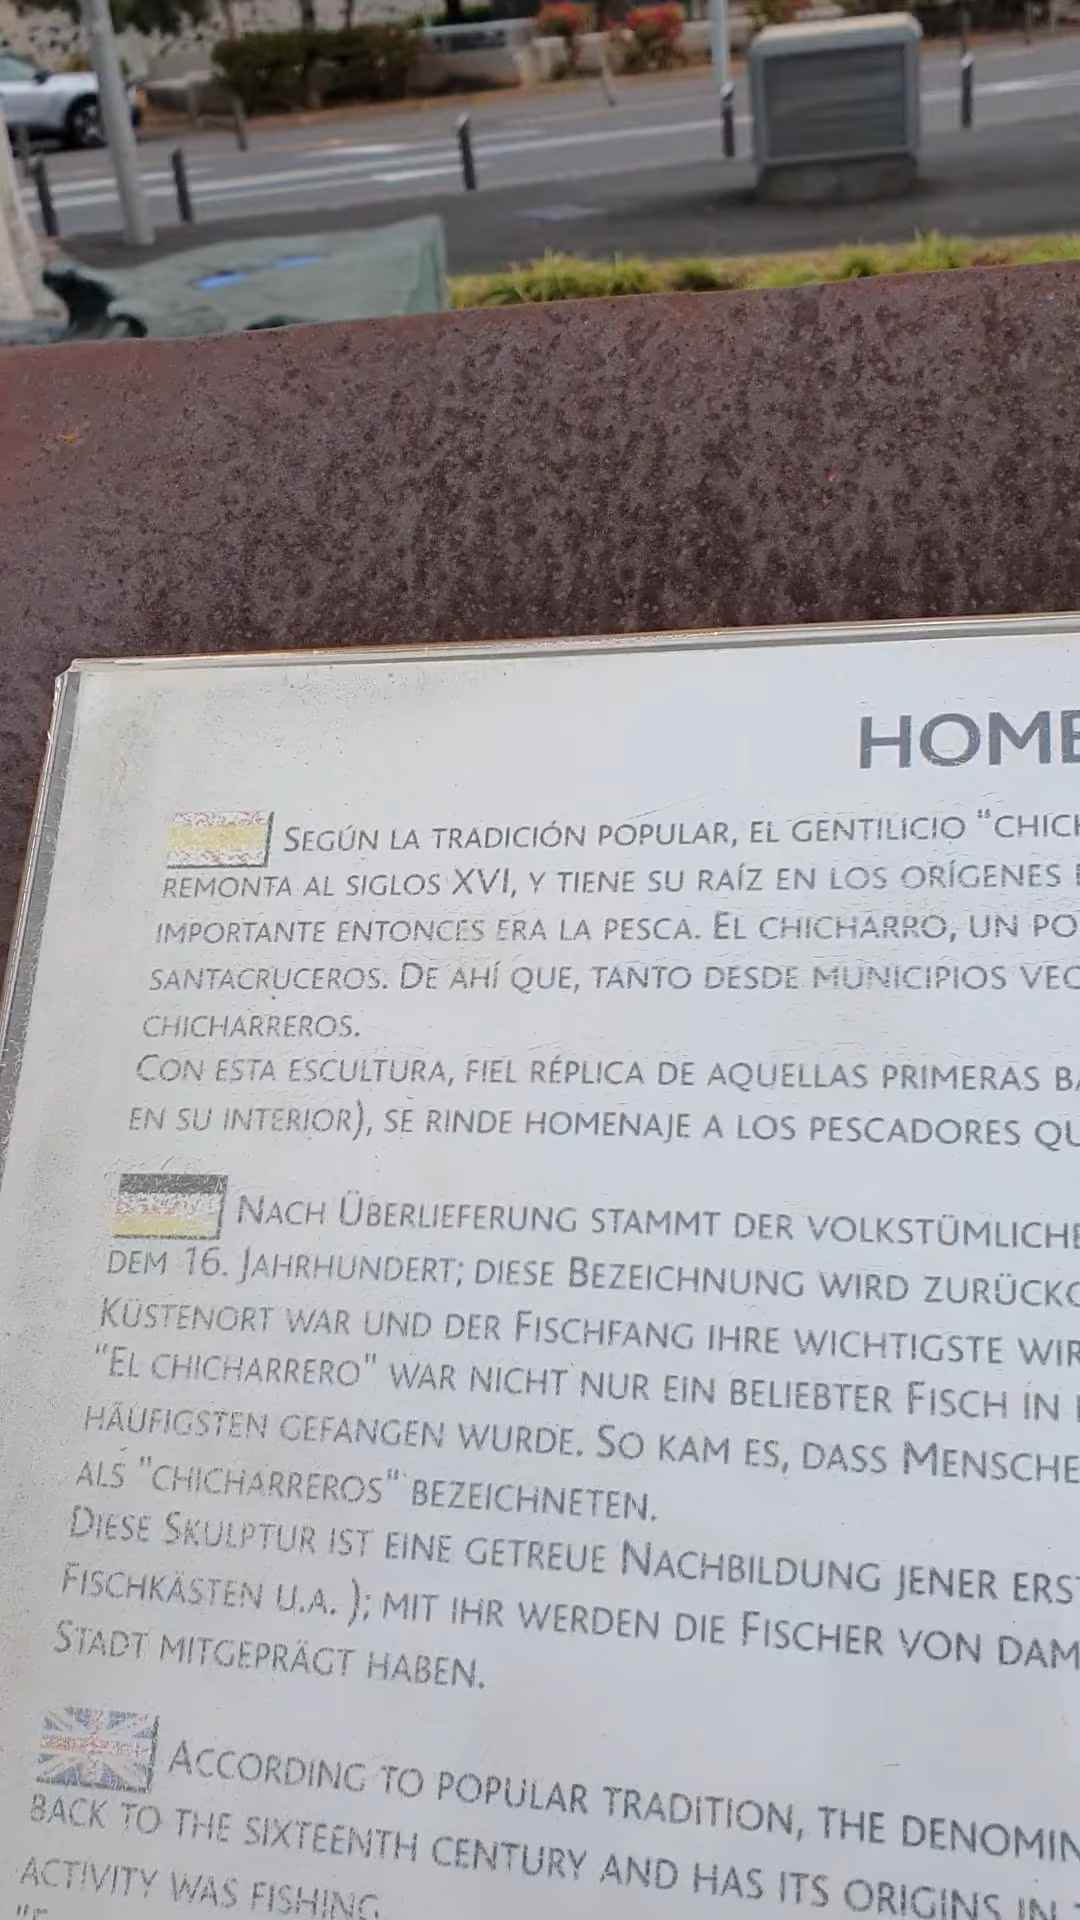 HOME
SEGÚN LA TRADICIÓN POPULAR, EL GENTILICIO "CHICH
REMONTA AL SIGLOS XVI, Y TIENE SU RAÍZ EN LOS ORÍGENES
IMPORTANTE ENTONCES ERA LA PESCA. EL CHICHARRO, UN PO
SANTACRUCEROS. DE AHÍ QUE, TANTO DESDE MUNICIPIOS VEC
CHICHARREROS.
CON ESTA ESCULTURA, FIEL RÉPLICA DE AQUELLAS PRIMERAS BA
EN SU INTERIOR), SE RINDE HOMENAJE A LOS PESCADORES QU
NACH ÜBERLIEFERUNG STAMMT DER VOLKSTÜMLICHE
DEM 16. JAHRHUNDERT; DIESE BEZEICHNUNG WIRD ZURÜCKG
KÜSTENORT WAR UND DER FISCHFANG IHRE WICHTIGSTE WIR
"EL CHICHARRERO" WAR NICHT NUR EIN BELIEBTER FISCH IN
HÄUFIGSTEN GEFANGEN WURDE. SO KAM ES, DASS MENSCHE
ALS "CHICHARREROS" BEZEICHNETEN.
DIESE SKULPTUR IST EINE GETREUE NACHBILDUNG JENER ERST
FISCHKÄSTEN U.A. ); MIT IHR WERDEN DIE FISCHER VON DAM
STADT MITGEPRÄGT HABEN.
ACCORDING TO POPULAR TRADITION, THE DENOMIN
BACK TO THE SIXTEENTH CENTURY AND HAS ITS ORIGINS IN
ACTIVITY WAS FISHING